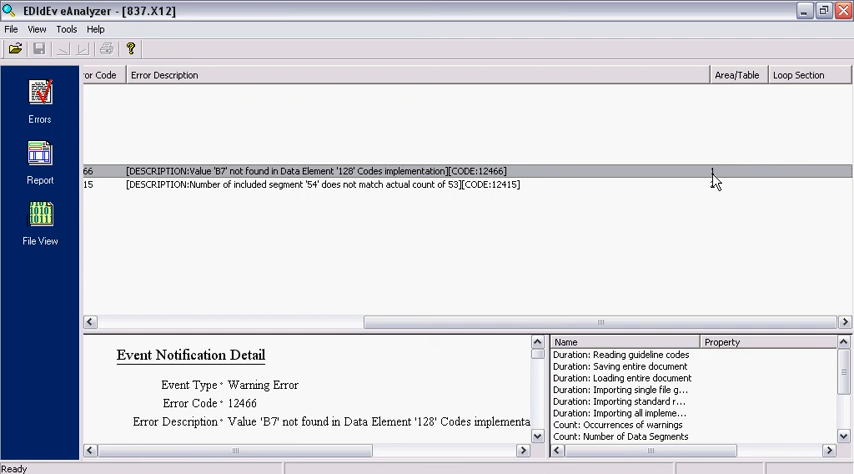 EDIdEv eAnalyzer - [837.X12]
File View Tools Help
ror Code Error Description Area/Table Loop Section
Errors
Report
File View
66 [DESCRIPTION:Value 'B7' not found in Data Element '128' Codes implementation][CODE:12466] 1
15 [DESCRIPTION:Number of included segment '54' does not match actual count of 53][CODE:12415]
Event Notification Detail
Event Type * Warning Error
Error Code * 12466
Error Description * Value 'B7' not found in Data Element '128' Codes implementa
Name Property
Duration: Reading guideline codes
Duration: Saving entire document
Duration: Loading entire document
Duration: Importing single file g...
Duration: Importing standard r...
Duration: Importing all impleme...
Count: Occurrences of warnings
Count: Number of Data Segments
Ready